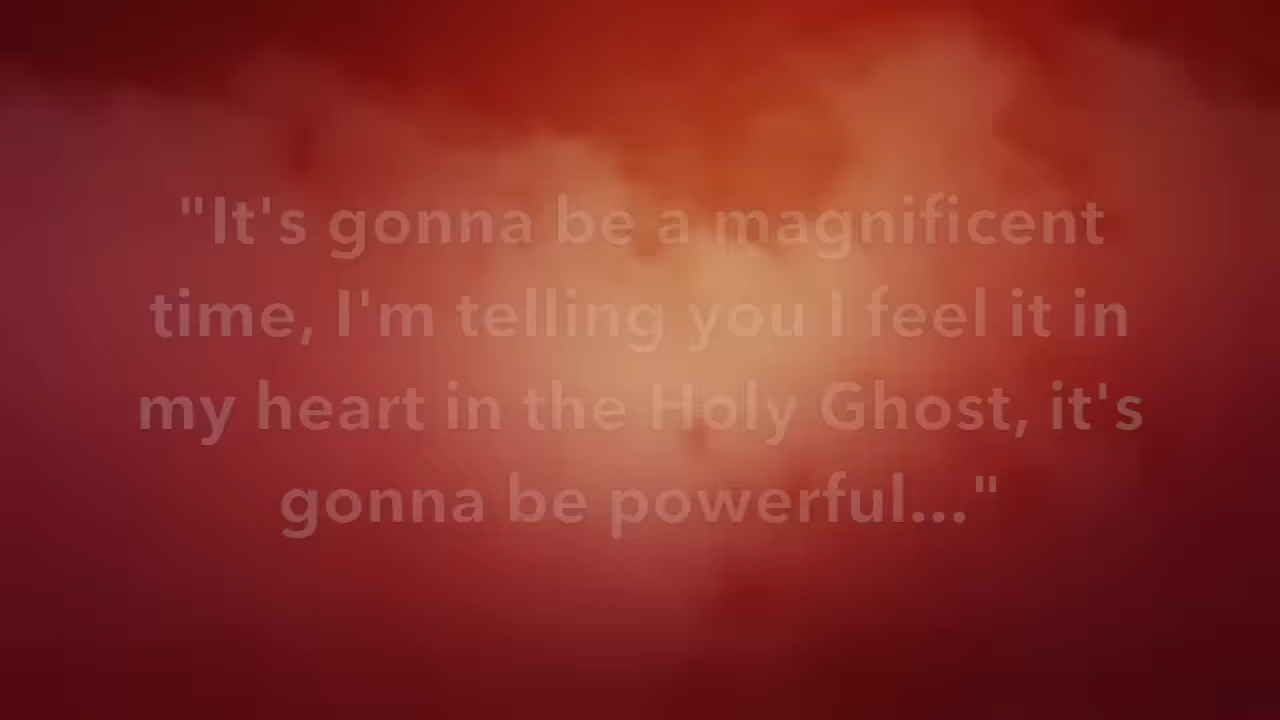 "It's gonna be a magnificent
time, I'm telling you I feel it in
my heart in the Holy Ghost, it's
gonna be powerful..."